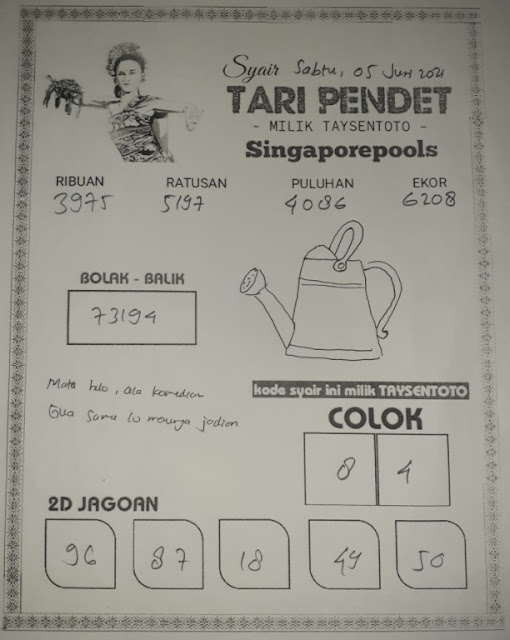 Syair Sabtu, 05 Juni 2021
TARI PENDET
- MILIK TAYSENTOTO -
Singaporepools
RIBUAN RATUSAN PULUHAN EKOR
3975 5197 4086 6208
BOLAK - BALIK
73194
kode syair ini milik TAYSENTOTO
Mata belo, ala komedian
Gua sama lu maunya jadian
COLOK
8 4
2D JAGOAN
96 87 18 49 50